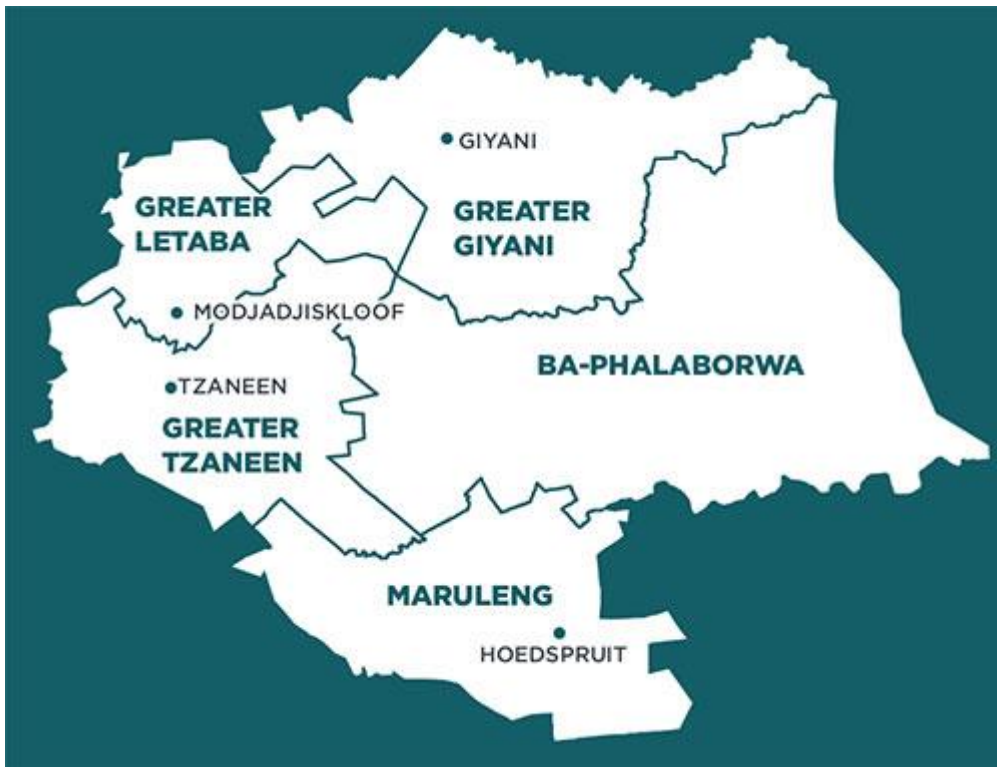 GIYANI
GREATER
LETABA
GREATER
GIYANI
MODJADJISKLOOF
BA-PHALABORWA
TZANEEN
GREATER
TZANEEN
MARULENG
HOEDSPRUIT